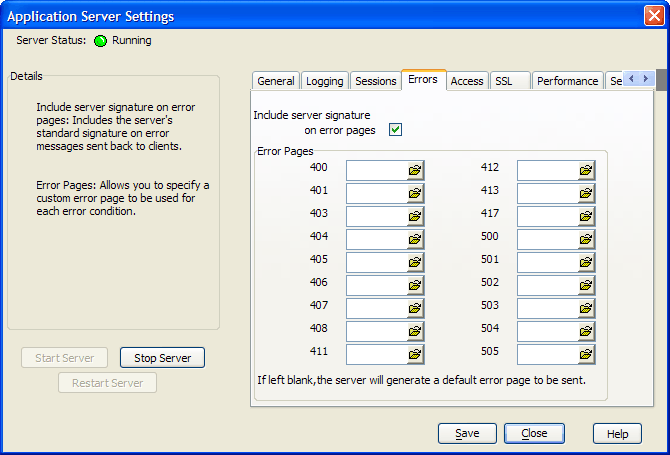 Application Server Settings
Server Status: Running
Details
Include server signature on error
pages: Includes the server's
standard signature on error
messages sent back to clients.
Error Pages: Allows you to specify a
custom error page to be used for
each error condition.
Start Server Stop Server
Restart Server
General Logging Sessions Errors Access SSL Performance Se
Include server signature
on error pages
Error Pages
400 412
401 413
403 417
404 500
405 501
406 502
407 503
408 504
411 505
If left blank,the server will generate a default error page to be sent.
Save Close Help